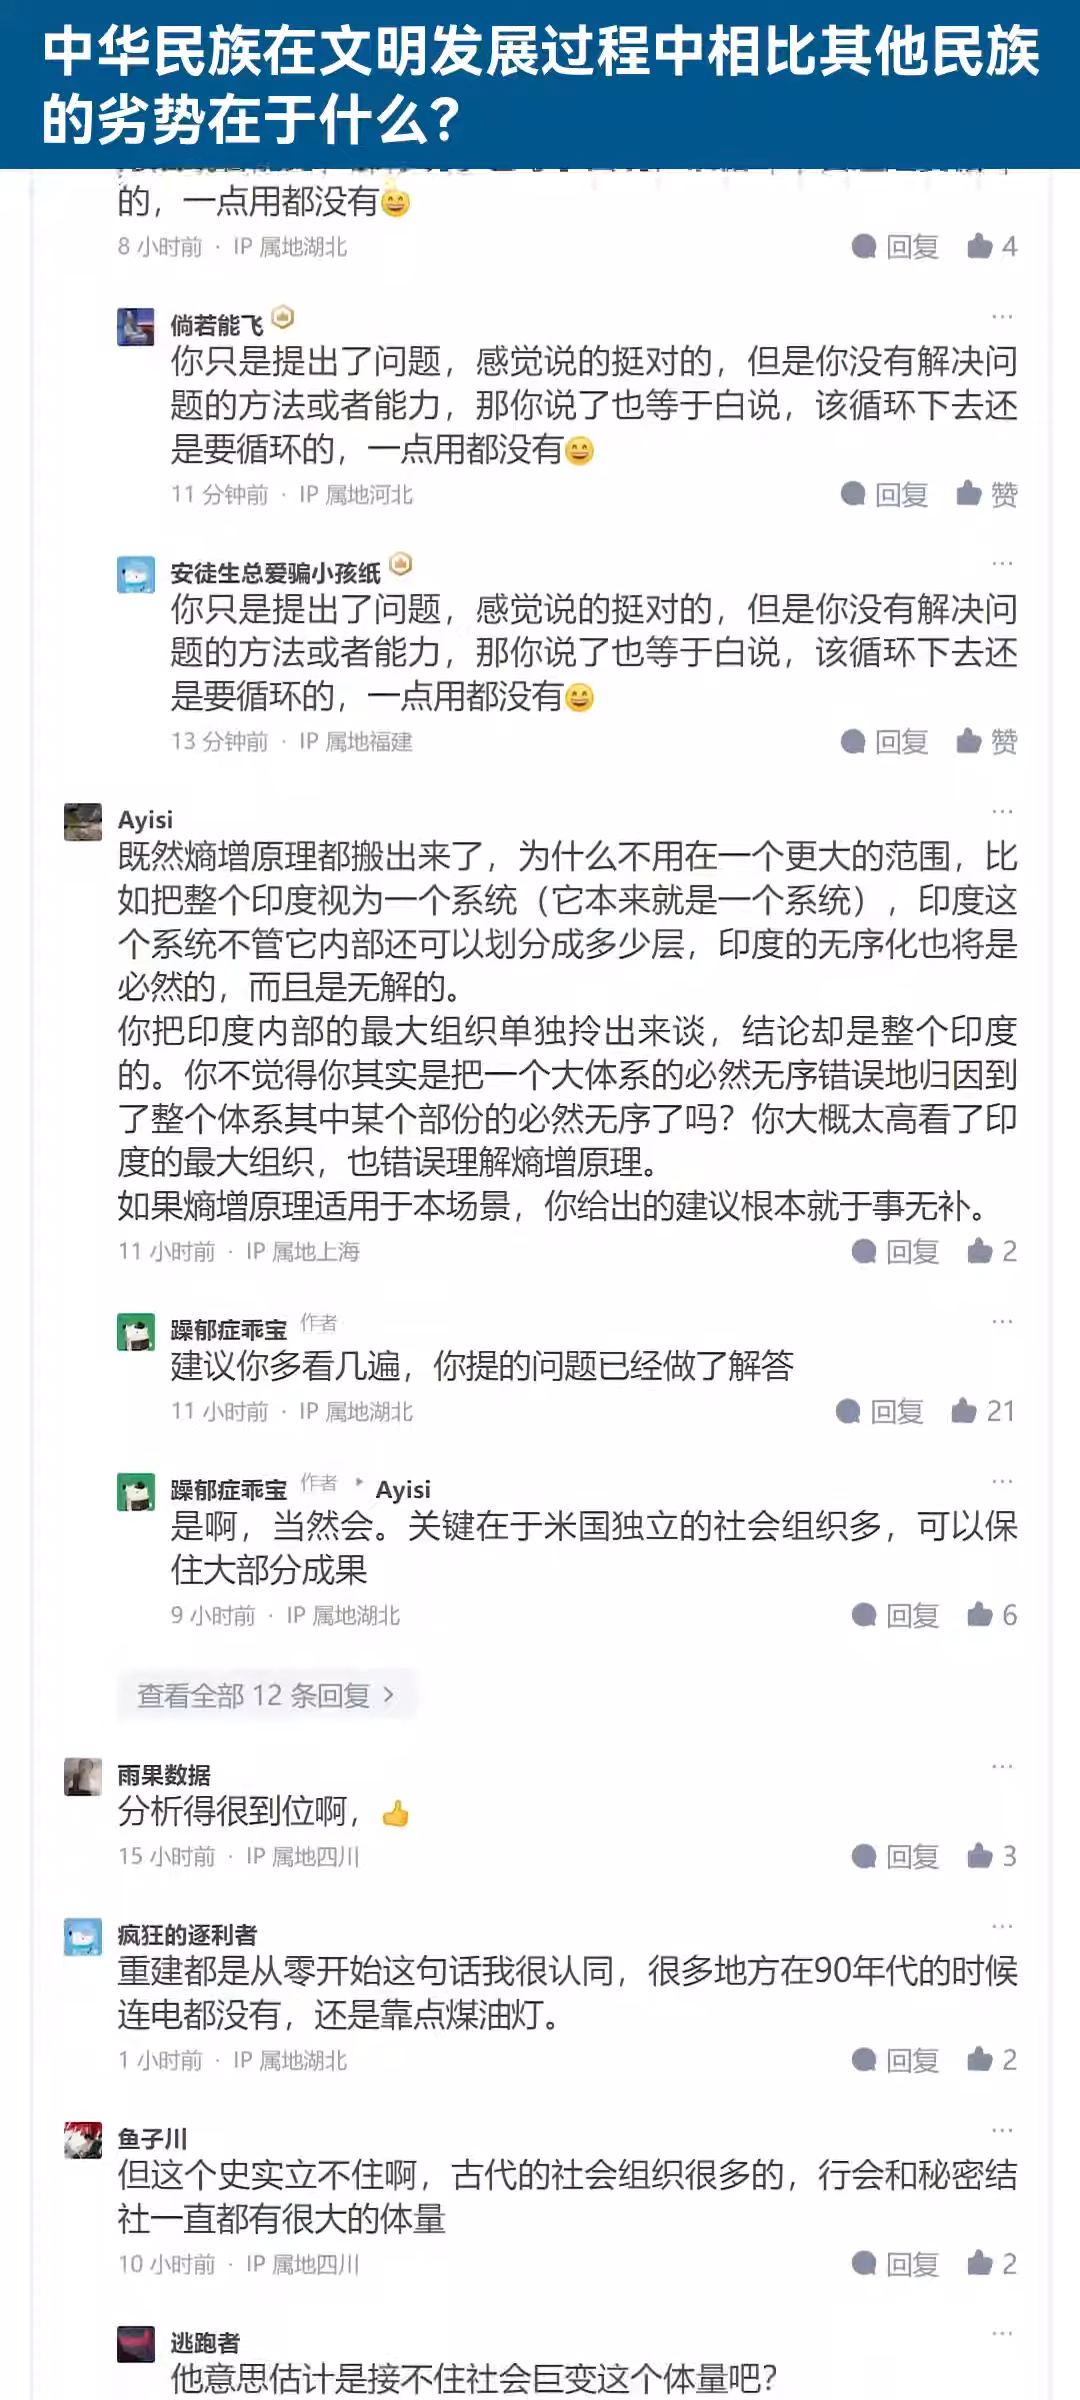 中华民族在文明发展过程中相比其他民族
的劣势在于什么？
的，一点用都没有😄
8 小时前 · IP 属地湖北
回复 4
倘若能飞
你只是提出了问题，感觉说的挺对的，但是你没有解决问
题的方法或者能力，那你说了也等于白说，该循环下去还
是要循环的，一点用都没有😄
11 分钟前 · IP 属地河北
回复 赞
安徒生总爱骗小孩纸
你只是提出了问题，感觉说的挺对的，但是你没有解决问
题的方法或者能力，那你说了也等于白说，该循环下去还
是要循环的，一点用都没有😄
13 分钟前 · IP 属地福建
回复 赞
Ayisi
既然熵增原理都搬出来了，为什么不用在一个更大的范围，比
如把整个印度视为一个系统（它本来就是一个系统），印度这
个系统不管它内部还可以划分成多少层，印度的无序化也将是
必然的，而且是无解的。
你把印度内部的最大组织单独拎出来谈，结论却是整个印度
的。你不觉得你其实是把一个大体系的必然无序错误地归因到
了整个体系其中某个部份的必然无序了吗？你大概太高看了印
度的最大组织，也错误理解熵增原理。
如果熵增原理适用于本场景，你给出的建议根本就于事无补。
11 小时前 · IP 属地上海
回复 2
躁郁症乖宝 作者
建议你多看几遍，你提的问题已经做了解答
11 小时前 · IP 属地湖北
回复 21
躁郁症乖宝 作者 ▸ Ayisi
是啊，当然会。关键在于米国独立的社会组织多，可以保
住大部分成果
9 小时前 · IP 属地湖北
回复 6
查看全部 12 条回复 >
雨果数据
分析得很到位啊，👍
15 小时前 · IP 属地四川
回复 3
疯狂的逐利者
重建都是从零开始这句话我很认同，很多地方在90年代的时候
连电都没有，还是靠点煤油灯。
1 小时前 · IP 属地湖北
回复 2
鱼子川
但这个史实立不住啊，古代的社会组织很多的，行会和秘密结
社一直都有很大的体量
10 小时前 · IP 属地四川
回复 2
逃跑者
他意思估计是接不住社会巨变这个体量吧？